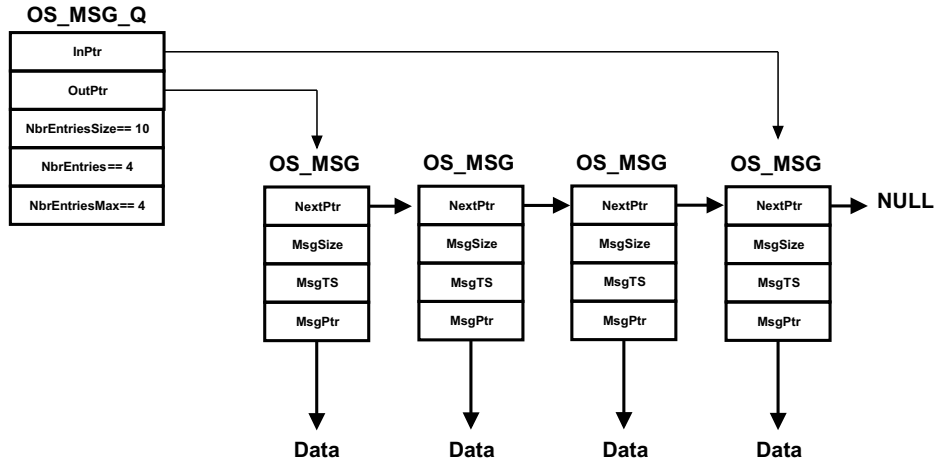 OS_MSG_Q
InPtr
OutPtr
NbrEntriesSize== 10
NbrEntries== 4
NbrEntriesMax== 4
OS_MSG OS_MSG OS_MSG OS_MSG
NextPtr NextPtr NextPtr NextPtr NULL
MsgSize MsgSize MsgSize MsgSize
MsgTS MsgTS MsgTS MsgTS
MsgPtr MsgPtr MsgPtr MsgPtr
Data Data Data Data